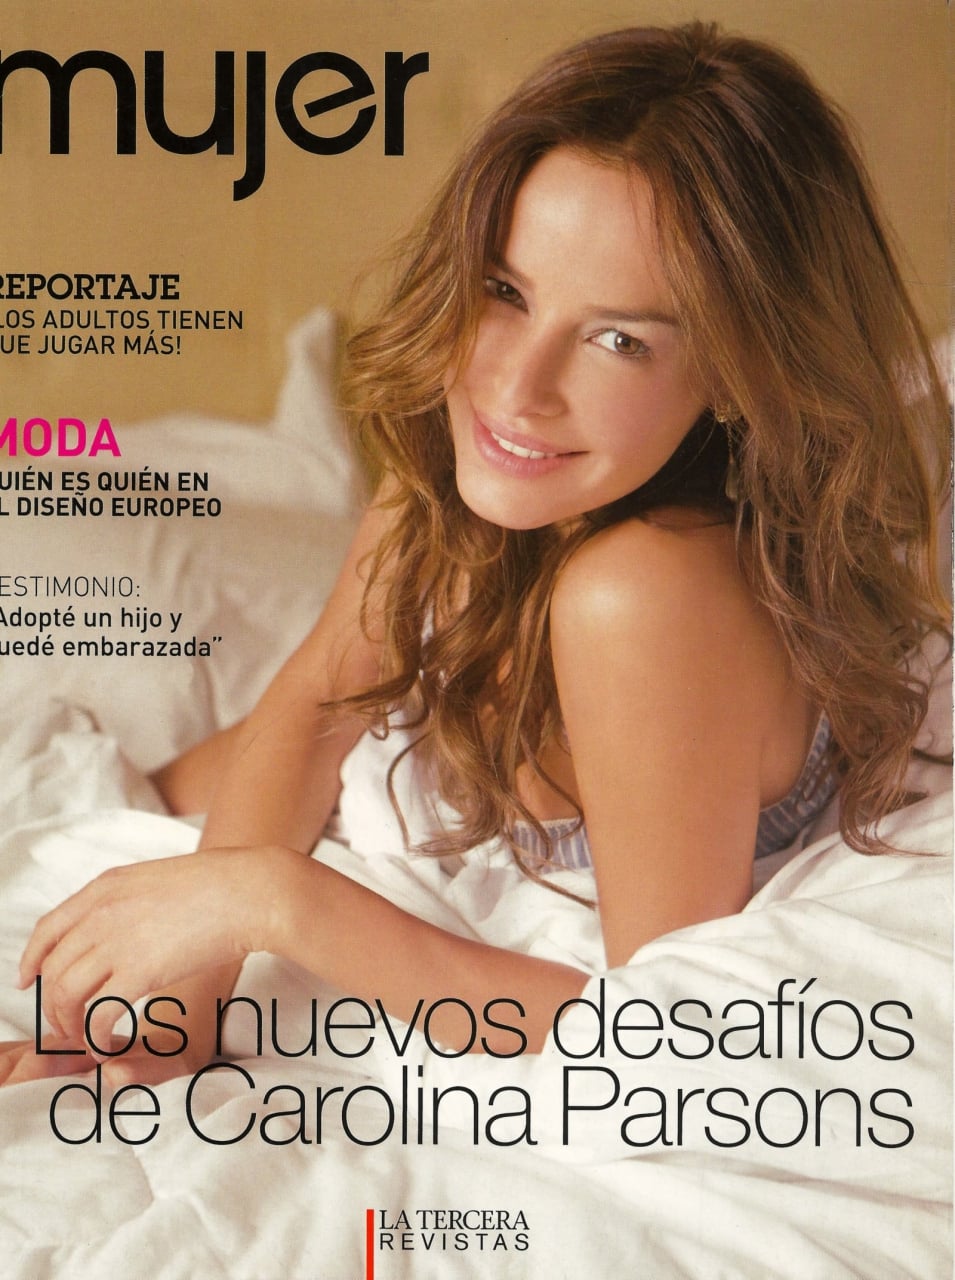 mujer
REPORTAJE
LOS ADULTOS TIENEN
UE JUGAR MÁS!
MODA
UIÉN ES QUIÉN EN
L DISEÑO EUROPEO
ESTIMONIO:
Adopté un hijo y
uedé embarazada”
Los nuevos desafíos
de Carolina Parsons
LA TERCERA
REVISTAS